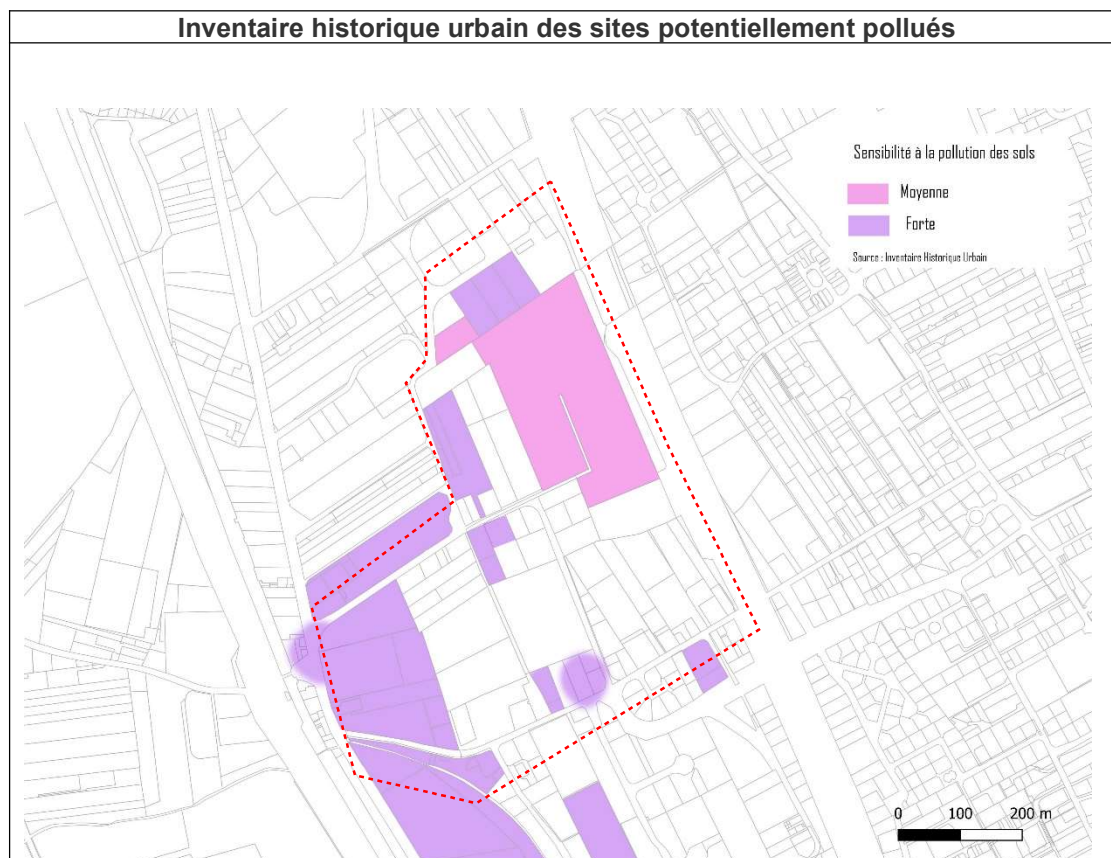 Inventaire historique urbain des sites potentiellement pollués
Sensibilité à la pollution des sols
Moyenne
Forte
Source : Inventaire Historique Urbain
0 100 200 m